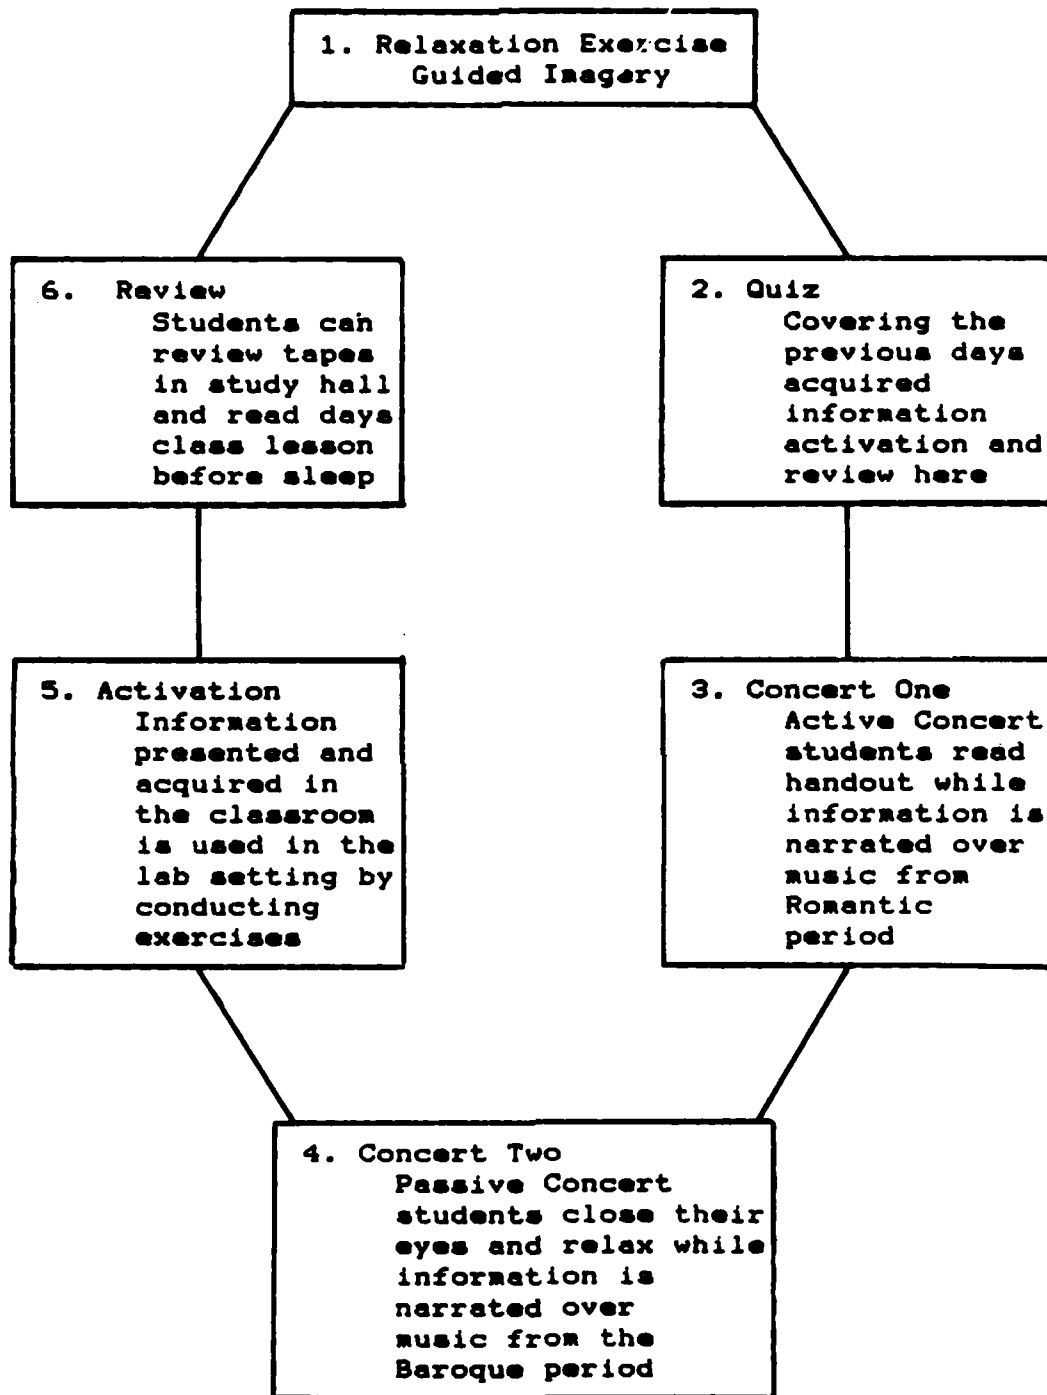 1. Relaxation Exercise
Guided Imagery
2. Quiz
Covering the
previous days
acquired
information
activation and
review here
3. Concert One
Active Concert
students read
handout while
information is
narrated over
music from
Romantic
period
4. Concert Two
Passive Concert
students close their
eyes and relax while
information is
narrated over
music from the
Baroque period
5. Activation
Information
presented and
acquired in
the classroom
is used in the
lab setting by
conducting
exercises
6. Review
Students can
review tapes
in study hall
and read days
class lesson
before sleep